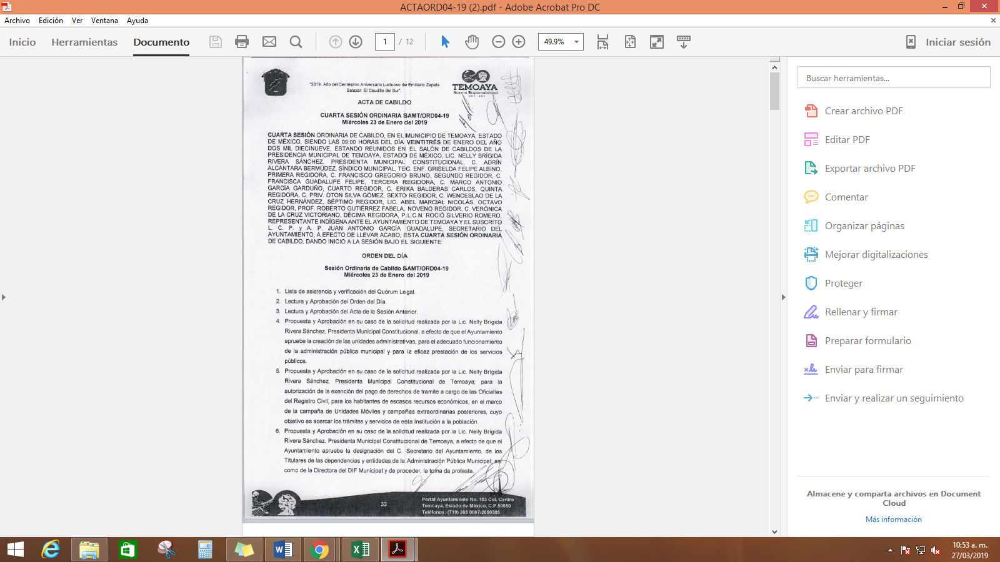 ACTAORD04-19 (2).pdf - Adobe Acrobat Pro DC
Archivo Edición Ver Ventana Ayuda
Inicio Herramientas Documento 1 / 12 49.9% Iniciar sesión
"2019. Año del Centésimo Aniversario Luctuoso de Emiliano Zapata
Salazar. El Caudillo del Sur".
TEMOAYA
Nuestra Responsabilidad
2019 - 2021
ACTA DE CABILDO
CUARTA SESIÓN ORDINARIA SAMT/ORD04-19
Miércoles 23 de Enero del 2019
CUARTA SESIÓN ORDINARIA DE CABILDO, EN EL MUNICIPIO DE TEMOAYA, ESTADO
DE MÉXICO, SIENDO LAS 09:00 HORAS DEL DÍA VEINTITRÉS DE ENERO DEL AÑO
DOS MIL DIECINUEVE, ESTANDO REUNIDOS EN EL SALÓN DE CABILDOS DE LA
PRESIDENCIA MUNICIPAL DE TEMOAYA, ESTADO DE MÉXICO, LIC. NELLY BRÍGIDA
RIVERA SÁNCHEZ, PRESIDENTA MUNICIPAL CONSTITUCIONAL, C. ADRÍN
ALCÁNTARA BERMÚDEZ, SÍNDICO MUNICIPAL, TEC. ENF. GRISELDA FELIPE ALBINO,
PRIMERA REGIDORA, C. FRANCISCO GREGORIO BRUNO, SEGUNDO REGIDOR, C.
FRANCISCA GUADALUPE FELIPE, TERCERA REGIDORA, C. MARCO ANTONIO
GARCÍA GARDUÑO, CUARTO REGIDOR, C. ERIKA BALDERAS CARLOS, QUINTA
REGIDORA, C. PRIV. OTON SILVA GÓMEZ, SEXTO REGIDOR, C. WENCESLAO DE LA
CRUZ HERNÁNDEZ, SÉPTIMO REGIDOR, LIC. ABEL MARCIAL NICOLÁS, OCTAVO
REGIDOR, PROF. ROBERTO GUTIÉRREZ FABELA, NOVENO REGIDOR, C. VERÓNICA
DE LA CRUZ VICTORIANO, DÉCIMA REGIDORA, P.L.C.N. ROCIÓ SILVERIO ROMERO,
REPRESENTANTE INDÍGENA ANTE EL AYUNTAMIENTO DE TEMOAYA Y EL SUSCRITO
L. C. P. y A. P. JUAN ANTONIO GARCÍA GUADALUPE, SECRETARIO DEL
AYUNTAMIENTO, A EFECTO DE LLEVAR ACABO, ESTA CUARTA SESIÓN ORDINARIA
DE CABILDO, DANDO INICIO A LA SESIÓN BAJO EL SIGUIENTE:
ORDEN DEL DÍA
Sesión Ordinaria de Cabildo SAMT/ORD04-19
Miércoles 23 de Enero del 2019
1. Lista de asistencia y verificación del Quórum Legal.
2. Lectura y Aprobación del Orden del Día.
3. Lectura y Aprobación del Acta de la Sesión Anterior.
4. Propuesta y Aprobación en su caso de la solicitud realizada por la Lic. Nelly Brígida
Rivera Sánchez, Presidenta Municipal Constitucional, a efecto de que el Ayuntamiento
apruebe la creación de las unidades administrativas, para el adecuado funcionamiento
de la administración pública municipal y para la eficaz prestación de los servicios
públicos.
5. Propuesta y Aprobación en su caso de la solicitud realizada por la Lic. Nelly Brígida
Rivera Sánchez, Presidenta Municipal Constitucional de Temoaya; para la
autorización de la exención del pago de derechos de tramite a cargo de las Oficialías
del Registro Civil, para los habitantes de escasos recursos económicos, en el marco
de la campaña de Unidades Móviles y campañas extraordinarias posteriores, cuyo
objetivo es acercar los trámites y servicios de esta Institución a la población.
6. Propuesta y Aprobación en su caso de la solicitud realizada por la Lic. Nelly Brígida
Rivera Sánchez, Presidenta Municipal Constitucional de Temoaya, a efecto de que el
Ayuntamiento apruebe la designación del C. Secretario del Ayuntamiento, de los
Titulares de las dependencias y entidades de la Administración Pública Municipal; así
como de la Directora del DIF Municipal y de proceder, la toma de protesta.
33
Portal Ayuntamiento No. 103 Col. Centro
Temoaya, Estado de México, C.P.50850
Teléfonos: (719) 265 0067/2650385
Buscar herramientas...
Crear archivo PDF
Editar PDF
Exportar archivo PDF
Comentar
Organizar páginas
Mejorar digitalizaciones
Proteger
Rellenar y firmar
Preparar formulario
Enviar para firmar
Enviar y realizar un seguimiento
Almacene y comparta archivos en Document
Cloud
Más información
10:53 a. m.
27/03/2019